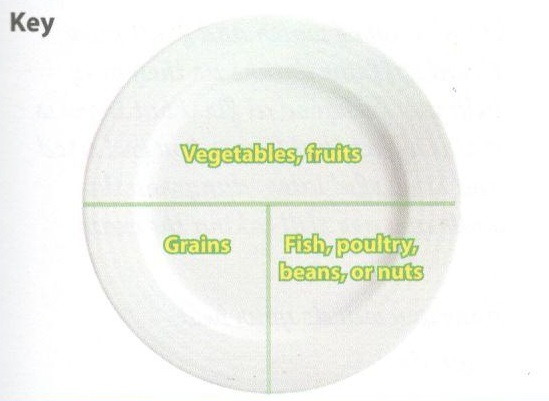 Key
Vegetables, fruits
Grains
Fish, poultry,
beans, or nuts